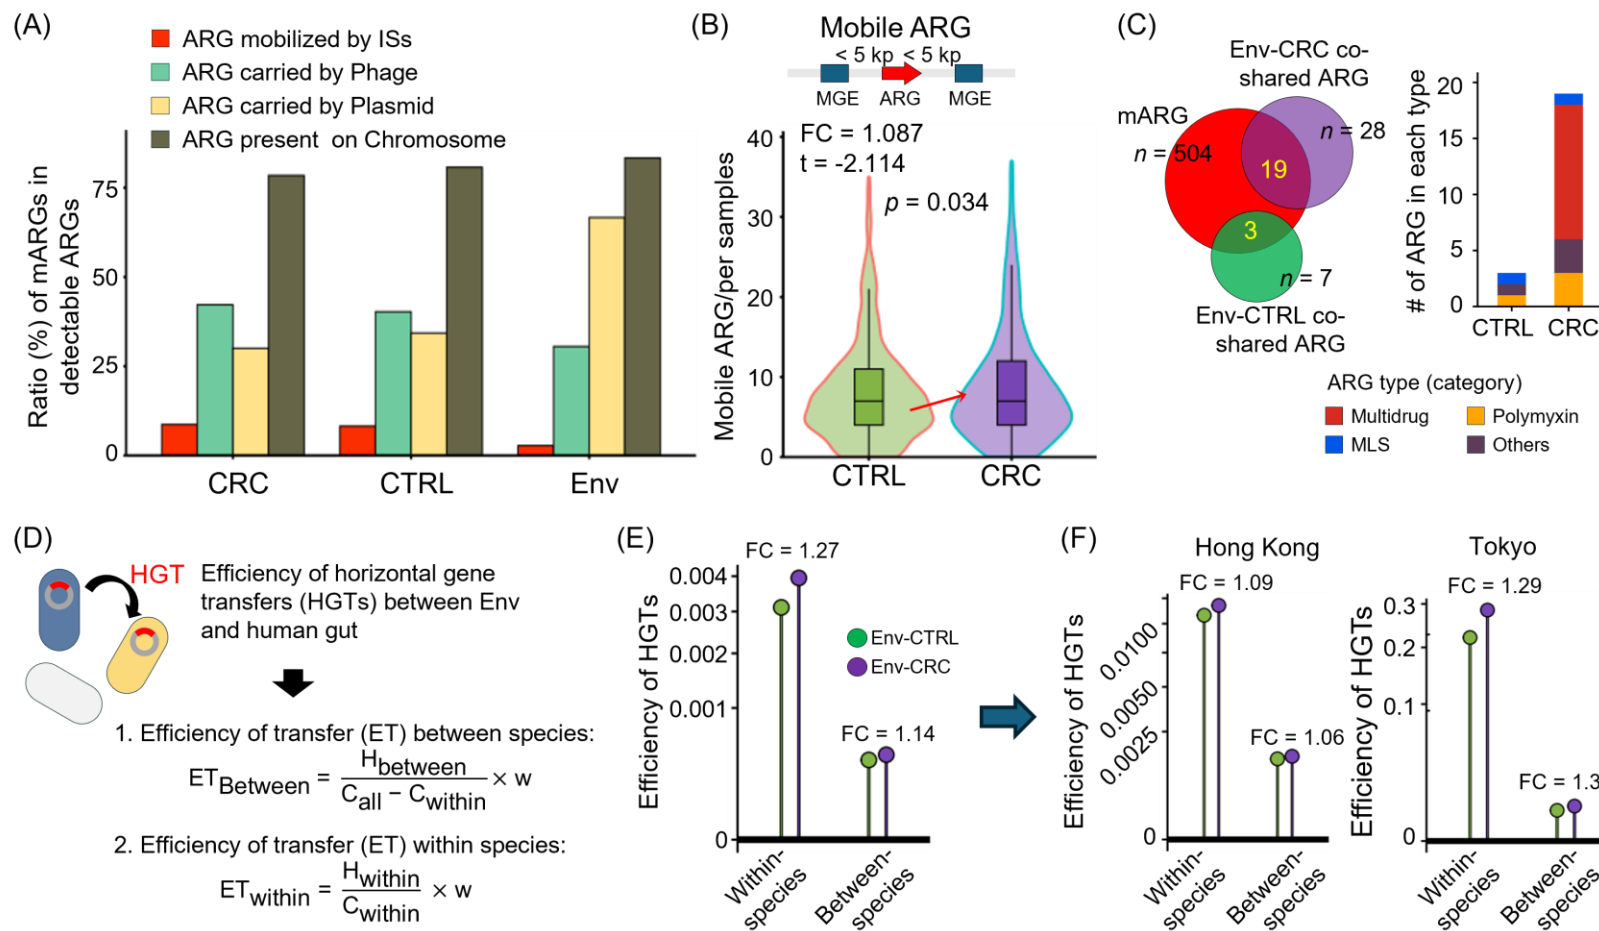 (A)
ARG mobilized by ISs
ARG carried by Phage
ARG carried by Plasmid
ARG present on Chromosome
Ratio (%) of mARGs in
detectable ARGs
75
50
25
0
CRC
CTRL
Env
(B)
Mobile ARG
< 5 kp < 5 kp
MGE ARG MGE
FC = 1.087
t = -2.114
p = 0.034
Mobile ARG/per samples
40
30
20
10
0
CTRL
CRC
(C)
Env-CRC co-
shared ARG
mARG
n = 504
n = 28
19
3
n = 7
Env-CTRL co-
shared ARG
# of ARG in each type
20
15
10
5
0
CTRL
CRC
ARG type (category)
Multidrug
Polymyxin
MLS
Others
(D)
HGT
Efficiency of horizontal gene
transfers (HGTs) between Env
and human gut
1. Efficiency of transfer (ET) between species:
ETBetween = Hbetween / Call − Cwithin × w
2. Efficiency of transfer (ET) within species:
ETwithin = Hwithin / Cwithin × w
(E)
FC = 1.27
Efficiency of HGTs
0.004
0.003
0.002
0.001
0
Env-CTRL
Env-CRC
FC = 1.14
Within-
species
Between-
species
(F)
Hong Kong
FC = 1.09
Efficiency of HGTs
0.0100
0.0050
0.0025
0
FC = 1.06
Within-
species
Between-
species
Tokyo
FC = 1.29
Efficiency of HGTs
0.3
0.2
0.1
0
FC = 1.3
Within-
species
Between-
species